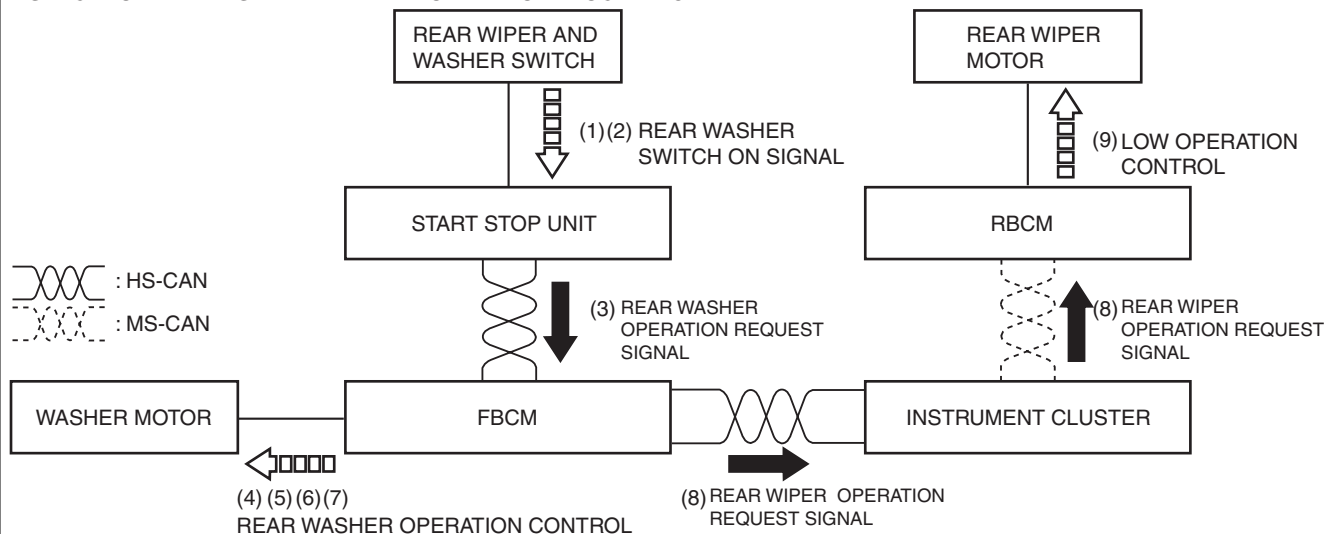 REAR WIPER AND
WASHER SWITCH
REAR WIPER
MOTOR
(1)(2) REAR WASHER
SWITCH ON SIGNAL
(9) LOW OPERATION
CONTROL
START STOP UNIT
RBCM
: HS-CAN
: MS-CAN
(3) REAR WASHER
OPERATION REQUEST
SIGNAL
(8) REAR WIPER
OPERATION REQUEST
SIGNAL
WASHER MOTOR
FBCM
INSTRUMENT CLUSTER
(4) (5) (6) (7)
REAR WASHER OPERATION CONTROL
(8) REAR WIPER OPERATION
REQUEST SIGNAL